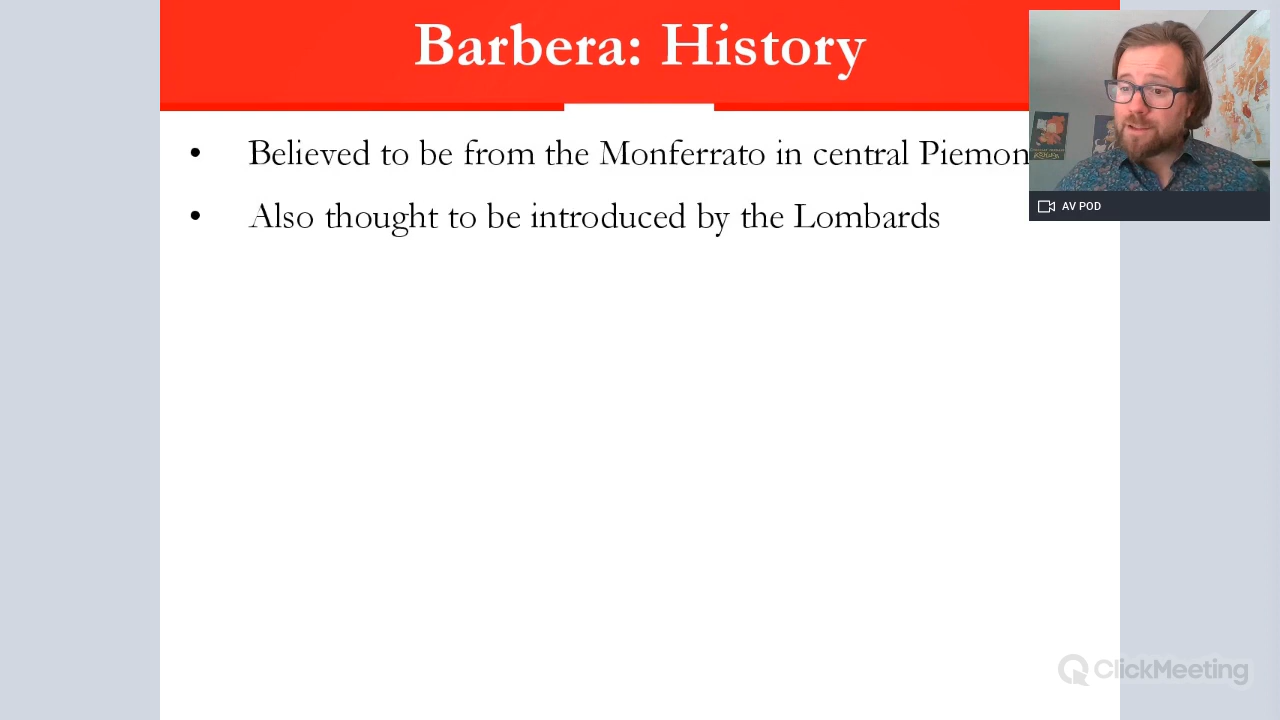 Barbera: History
• Believed to be from the Monferrato in central Piemon
• Also thought to be introduced by the Lombards
AV POD
ClickMeeting